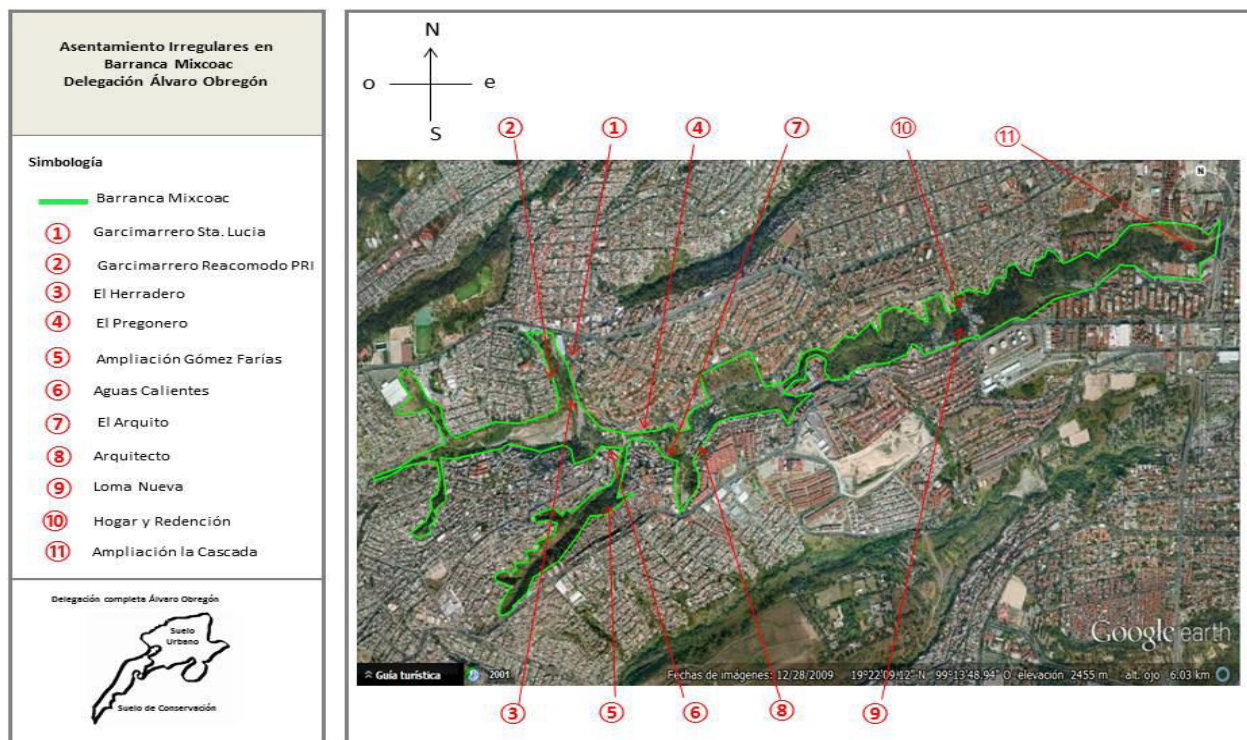 Asentamiento Irregulares en
Barranca Mixcoac
Delegación Álvaro Obregón
Simbología
Barranca Mixcoac
① Garcimarrero Sta. Lucia
② Garcimarrero Reacomodo PRI
③ El Herradero
④ El Pregonero
⑤ Ampliación Gómez Farías
⑥ Aguas Calientes
⑦ El Arquito
⑧ Arquitecto
⑨ Loma Nueva
⑩ Hogar y Redención
⑪ Ampliación la Cascada
Delegación completa Álvaro Obregón
Suelo
Urbano
Suelo de Conservación
N
o e
S
② ① ④ ⑦ ⑩ ⑪
N
Google earth
Guía turística 2001 Fechas de imágenes: 12/28/2009 19°22'09.12" N 99°13'48.94" O elevación 2455 m alt. ojo 6.03 km
③ ⑤ ⑥ ⑧ ⑨